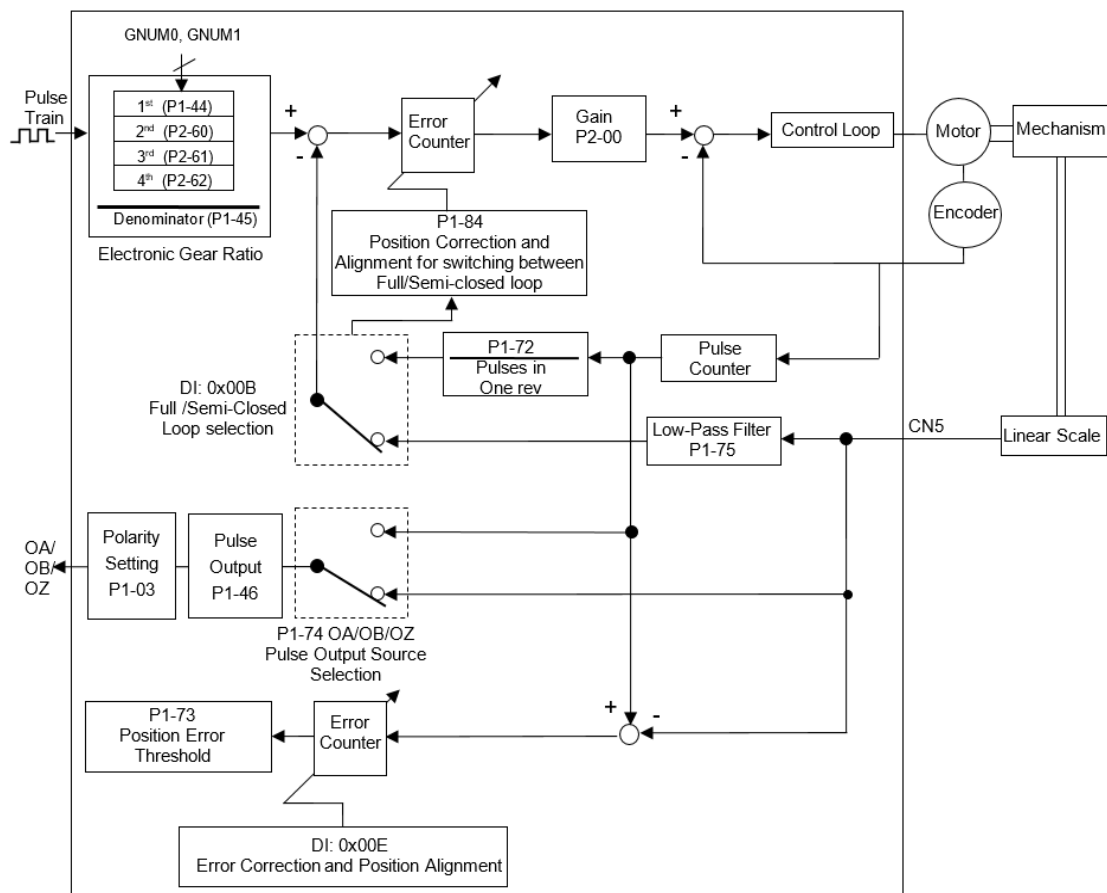 GNUM0, GNUM1
Pulse
Train
1st (P1-44)
2nd (P2-60)
3rd (P2-61)
4th (P2-62)
Denominator (P1-45)
Electronic Gear Ratio
+
-
Error
Counter
Gain
P2-00
+
-
Control Loop
Motor
Mechanism
Encoder
P1-84
Position Correction and
Alignment for switching between
Full/Semi-closed loop
DI: 0x00B
Full /Semi-Closed
Loop selection
P1-72
Pulses in
One rev
Pulse
Counter
Low-Pass Filter
P1-75
CN5
Linear Scale
OA/
OB/
OZ
Polarity
Setting
P1-03
Pulse
Output
P1-46
P1-74 OA/OB/OZ
Pulse Output Source
Selection
P1-73
Position Error
Threshold
Error
Counter
+
-
DI: 0x00E
Error Correction and Position Alignment